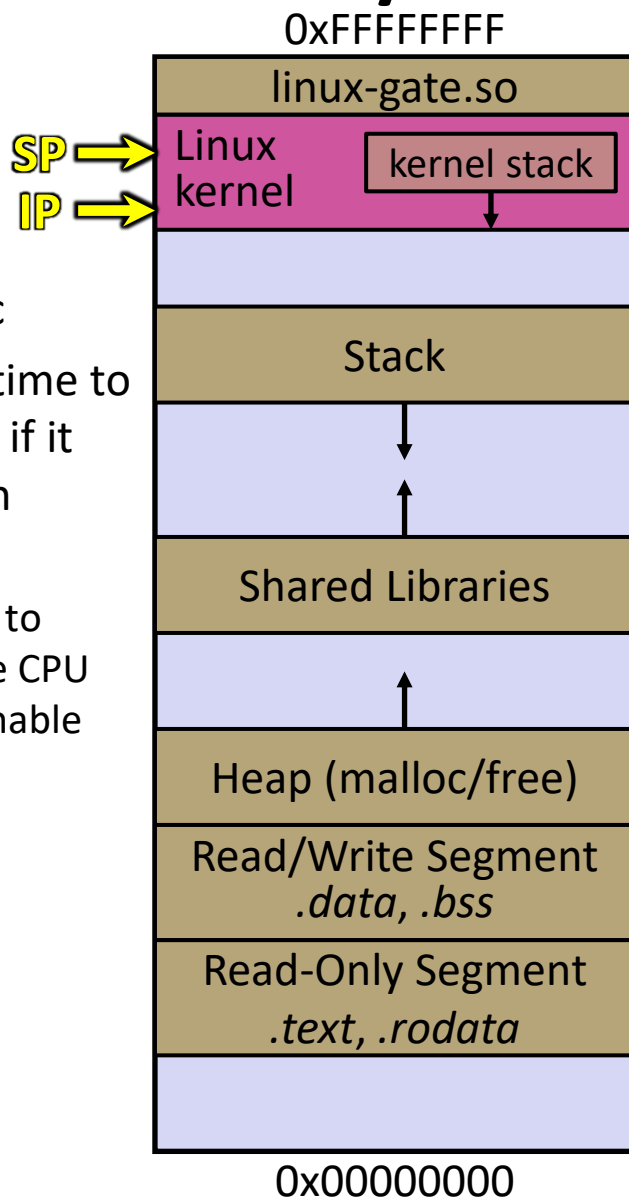 0xFFFFFFFF
linux-gate.so
SP
Linux
kernel
kernel stack
IP
time to
Stack
if it
Shared Libraries
to
CPU
Heap (malloc/free)
Read/Write Segment
.data, .bss
Read-Only Segment
.text, .rodata
0x00000000